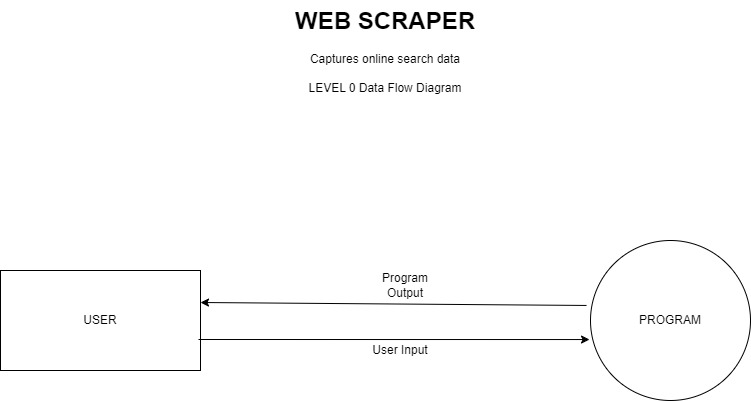 WEB SCRAPER
Captures online search data
LEVEL 0 Data Flow Diagram
Program
Output
USER
PROGRAM
User Input